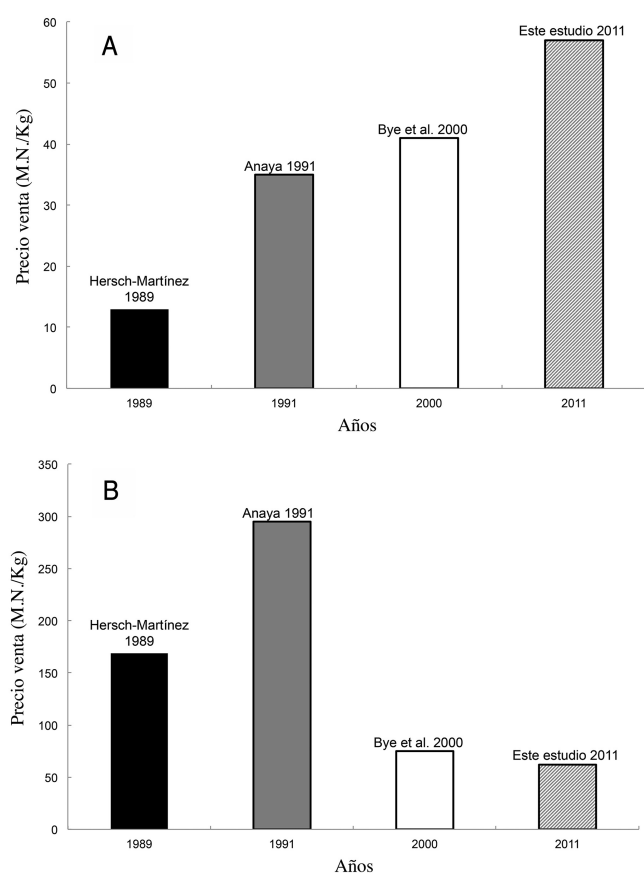 A
Precio venta (M.N./Kg)
60
50
40
30
20
10
0
Hersch-Martínez
1989
Anaya 1991
Bye et al. 2000
Este estudio 2011
1989
1991
2000
2011
Años
B
Precio venta (M.N./Kg)
350
300
250
200
150
100
50
0
Hersch-Martínez
1989
Anaya 1991
Bye et al. 2000
Este estudio 2011
1989
1991
2000
2011
Años